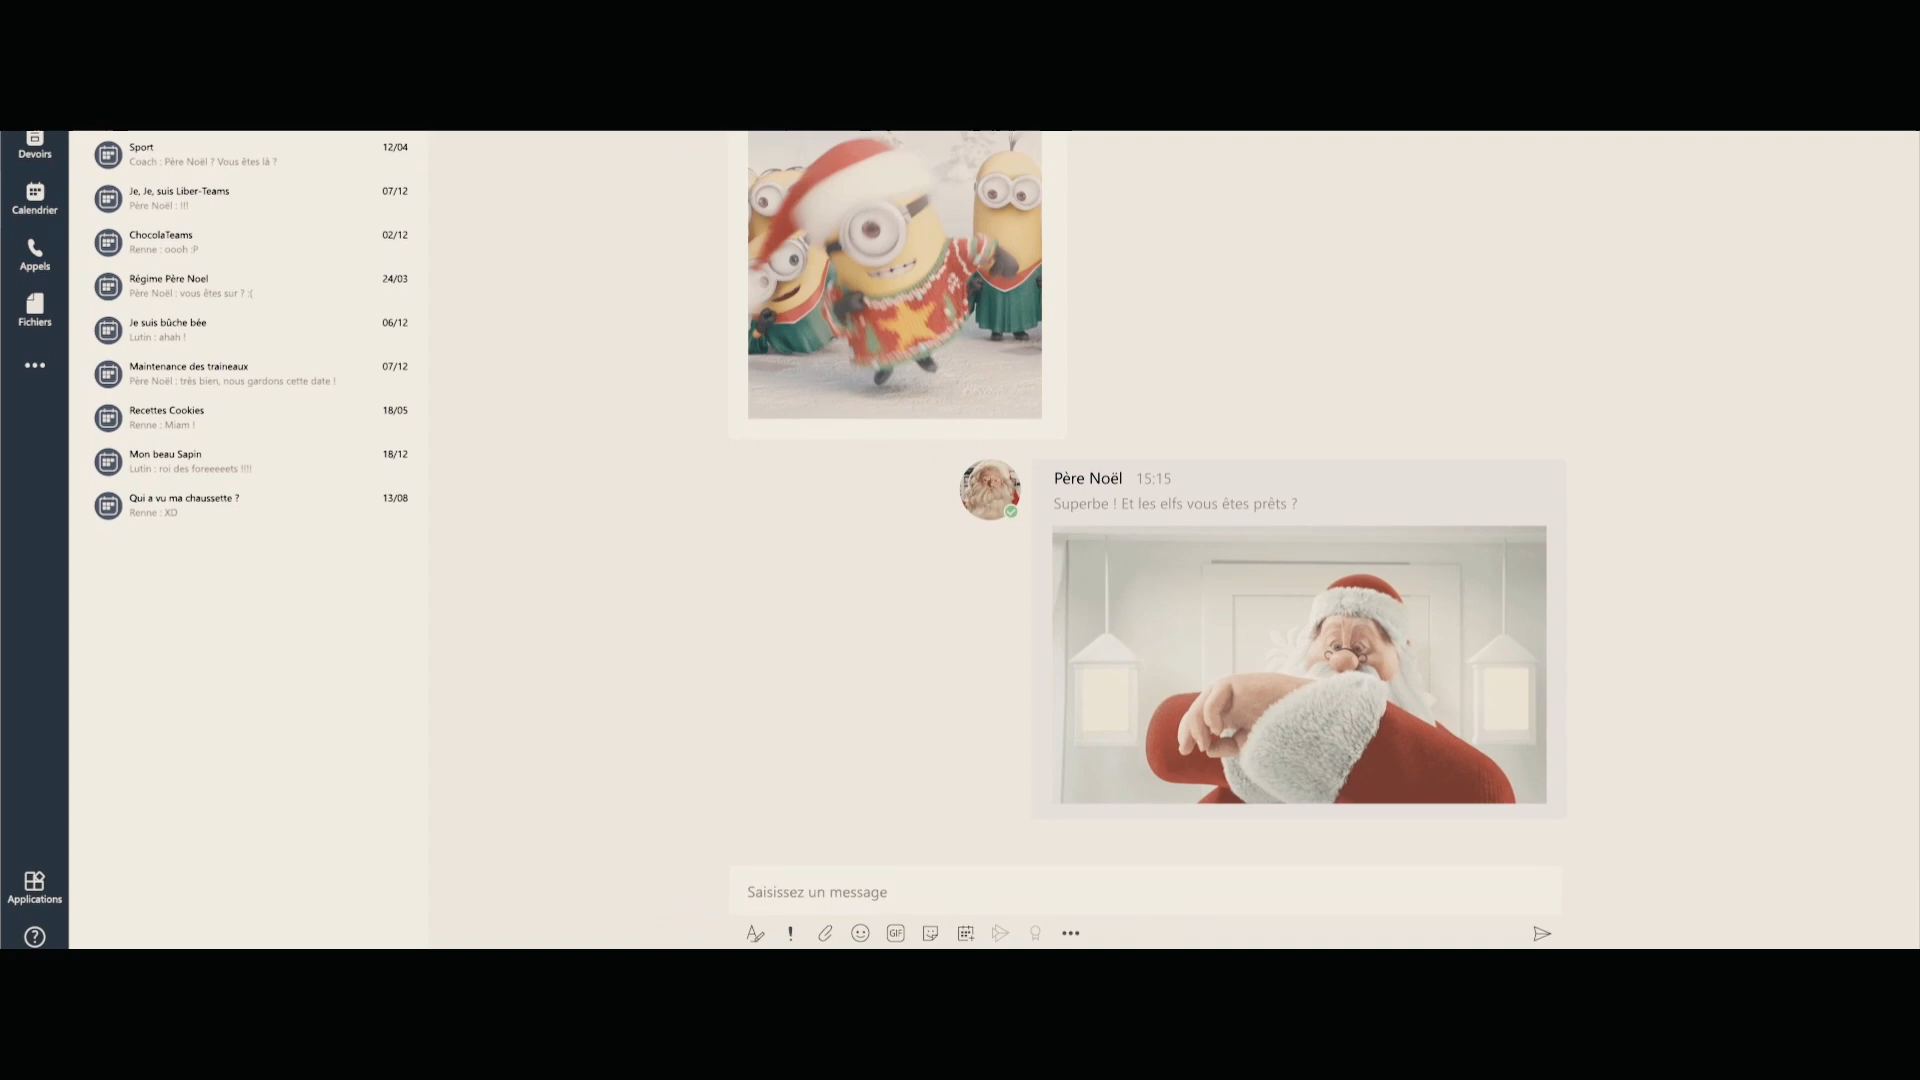 Devoirs
Calendrier
Appels
Fichiers
Applications
Sport 12/04
Coach : Père Noël ? Vous êtes là ?
Je, Je, suis Liber-Teams 07/12
Père Noël : !!!
ChocolaTeams 02/12
Renne : oooh :P
Régime Père Noel 24/03
Père Noël : vous êtes sur ? :(
Je suis bûche bée 06/12
Lutin : ahah !
Maintenance des traineaux 07/12
Père Noël : très bien, nous gardons cette date !
Recettes Cookies 18/05
Renne : Miam !
Mon beau Sapin 18/12
Lutin : roi des foreeeeets !!!!
Qui a vu ma chaussette ? 13/08
Renne : XD
Père Noël 15:15
Superbe ! Et les elfs vous êtes prêts ?
Saisissez un message
GIF